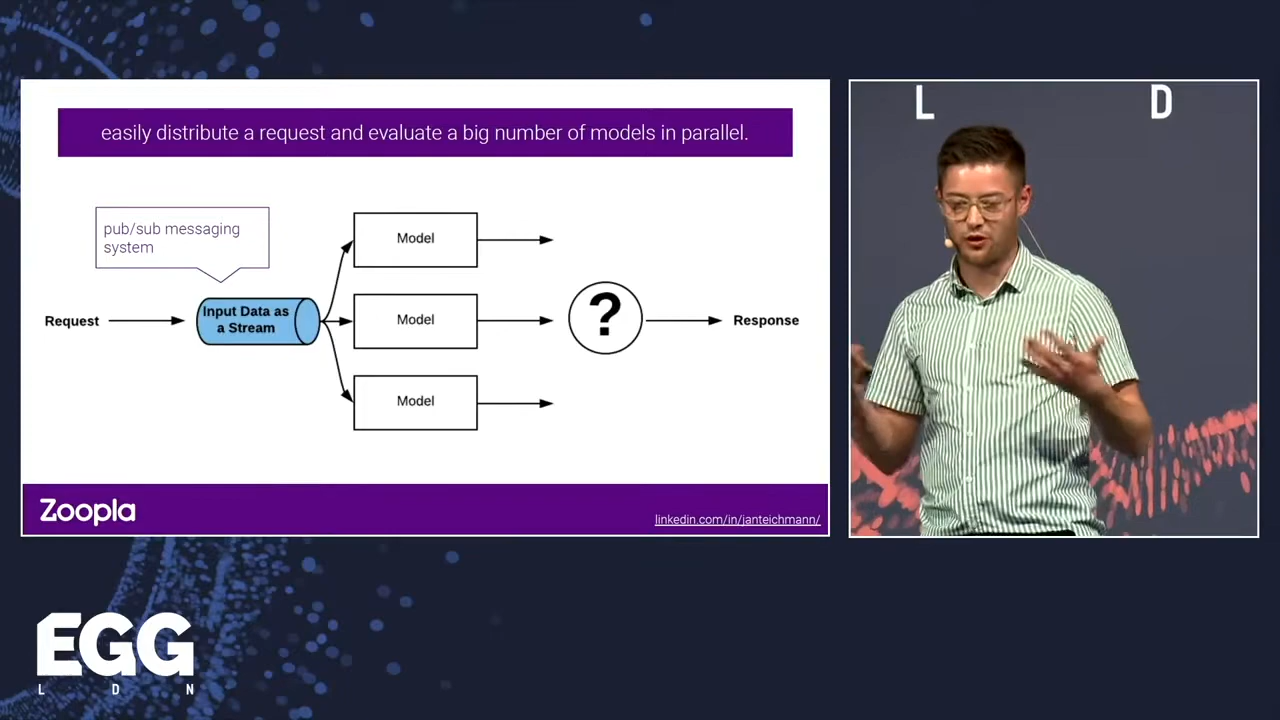 easily distribute a request and evaluate a big number of models in parallel.
pub/sub messaging
system
Request
Input Data as
a Stream
Model
Model
Model
?
Response
Zoopla
linkedin.com/in/janteichmann/
L D
EGG
L D N